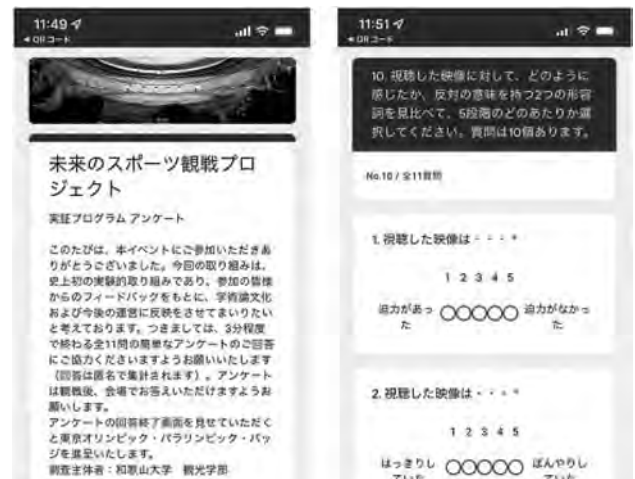 11:49
◀ QRコード
未来のスポーツ観戦プロ
ジェクト
実証プログラム アンケート
このたびは、本イベントにご参加いただきあ
りがとうございました。今回の取り組みは、
史上初の実験的取り組みであり、参加の皆様
からのフィードバックをもとに、学術論文化
および今後の運営に反映をさせてまいりたい
と考えております。つきましては、3分程度
で終わる全11問の簡単なアンケートのご回答
にご協力くださいますようお願いいたします
（回答は匿名で集計されます）。アンケート
は観戦後、会場でお答えいただけますようお
願いします。
アンケートの回答終了画面を見せていただく
と東京オリンピック・パラリンピック・バッ
ジを進呈いたします。
調査主体者：和歌山大学 観光学部
11:51
◀ QRコード
10. 視聴した映像に対して、どのように
感じたか、反対の意味を持つ2つの形容
詞を見比べて、5段階のどのあたりか選
択してください。質問は10個あります。
No.10 / 全11質問
1. 視聴した映像は・・・・
1 2 3 4 5
迫力があっ
た
迫力がなかっ
た
2. 視聴した映像は・・・・
1 2 3 4 5
はっきりし
ていた
ぼんやりし
ていた